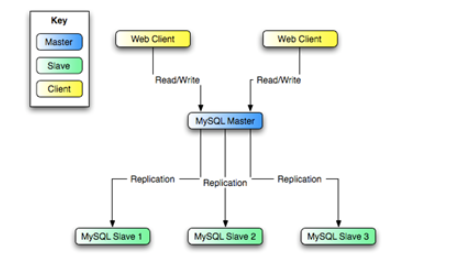 Key
Master
Slave
Client
Web Client
Web Client
Read/Write
Read/Write
MySQL Master
Replication
Replication
Replication
MySQL Slave 1
MySQL Slave 2
MySQL Slave 3